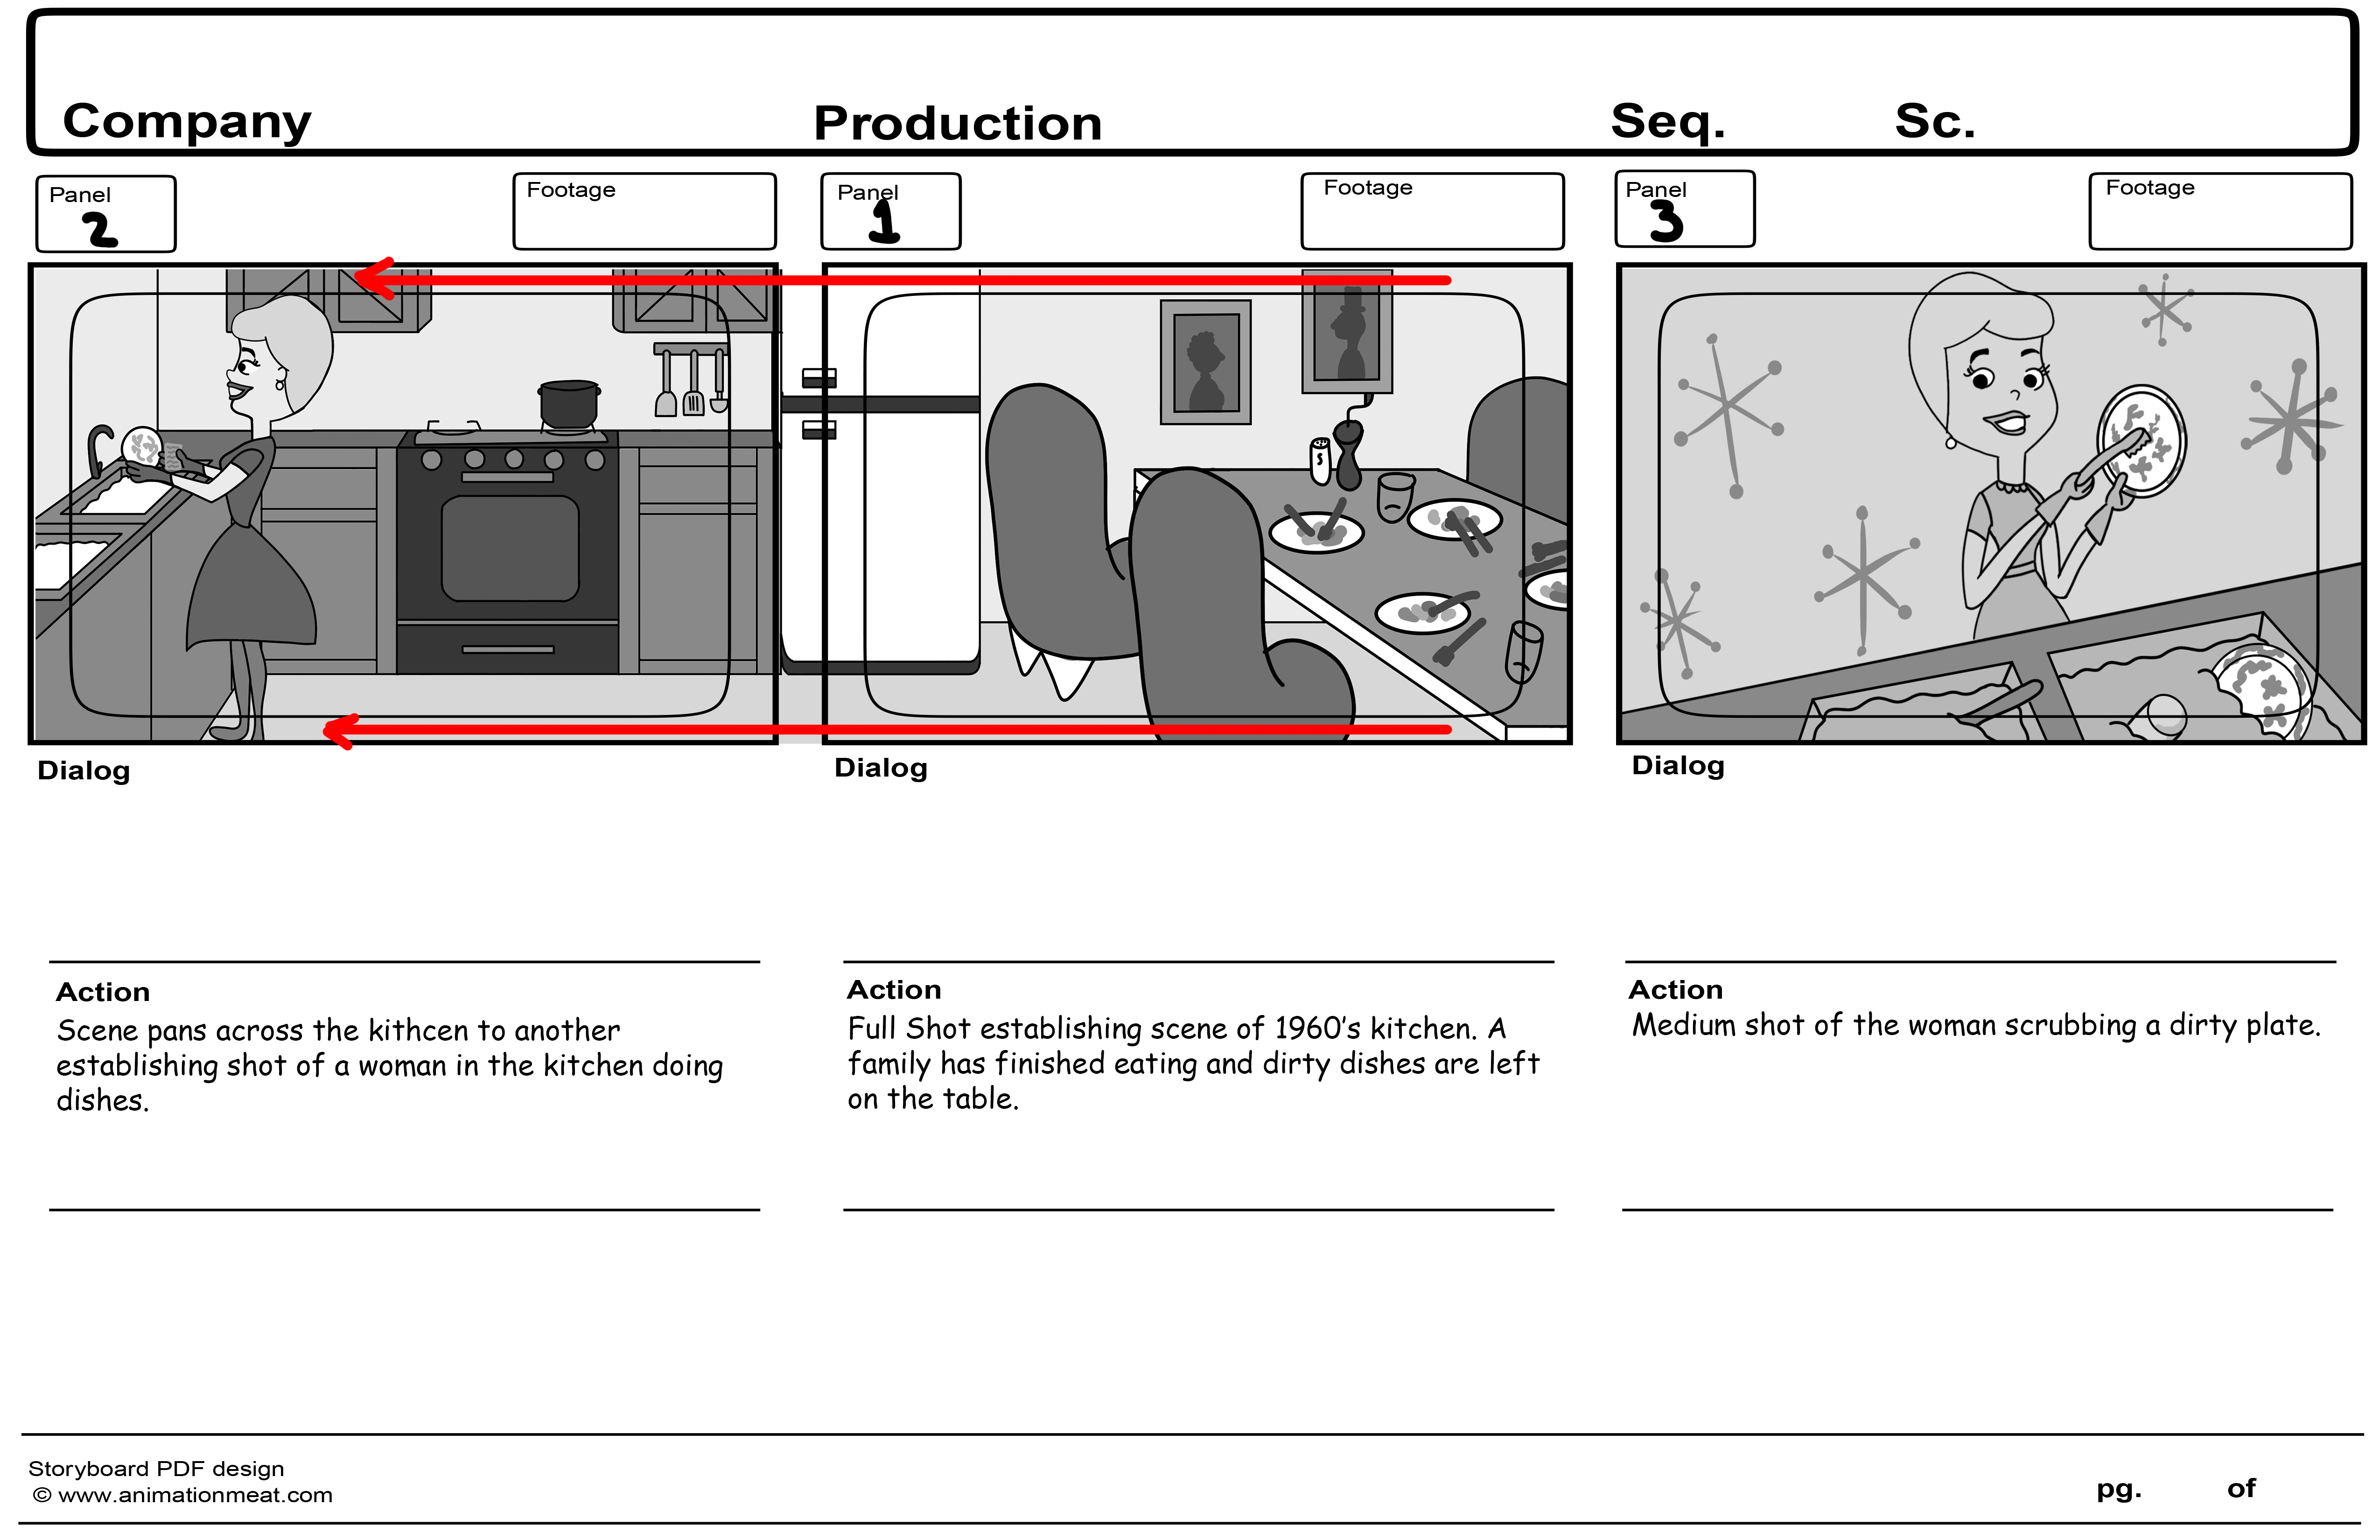 Company Production Seq. Sc.
Panel 2 Footage Panel 1 Footage Panel 3 Footage
S
Dialog
Dialog
Dialog
Action
Scene pans across the kithcen to another
establishing shot of a woman in the kitchen doing
dishes.
Action
Full Shot establishing scene of 1960's kitchen. A
family has finished eating and dirty dishes are left
on the table.
Action
Medium shot of the woman scrubbing a dirty plate.
Storyboard PDF design
© www.animationmeat.com
pg. of